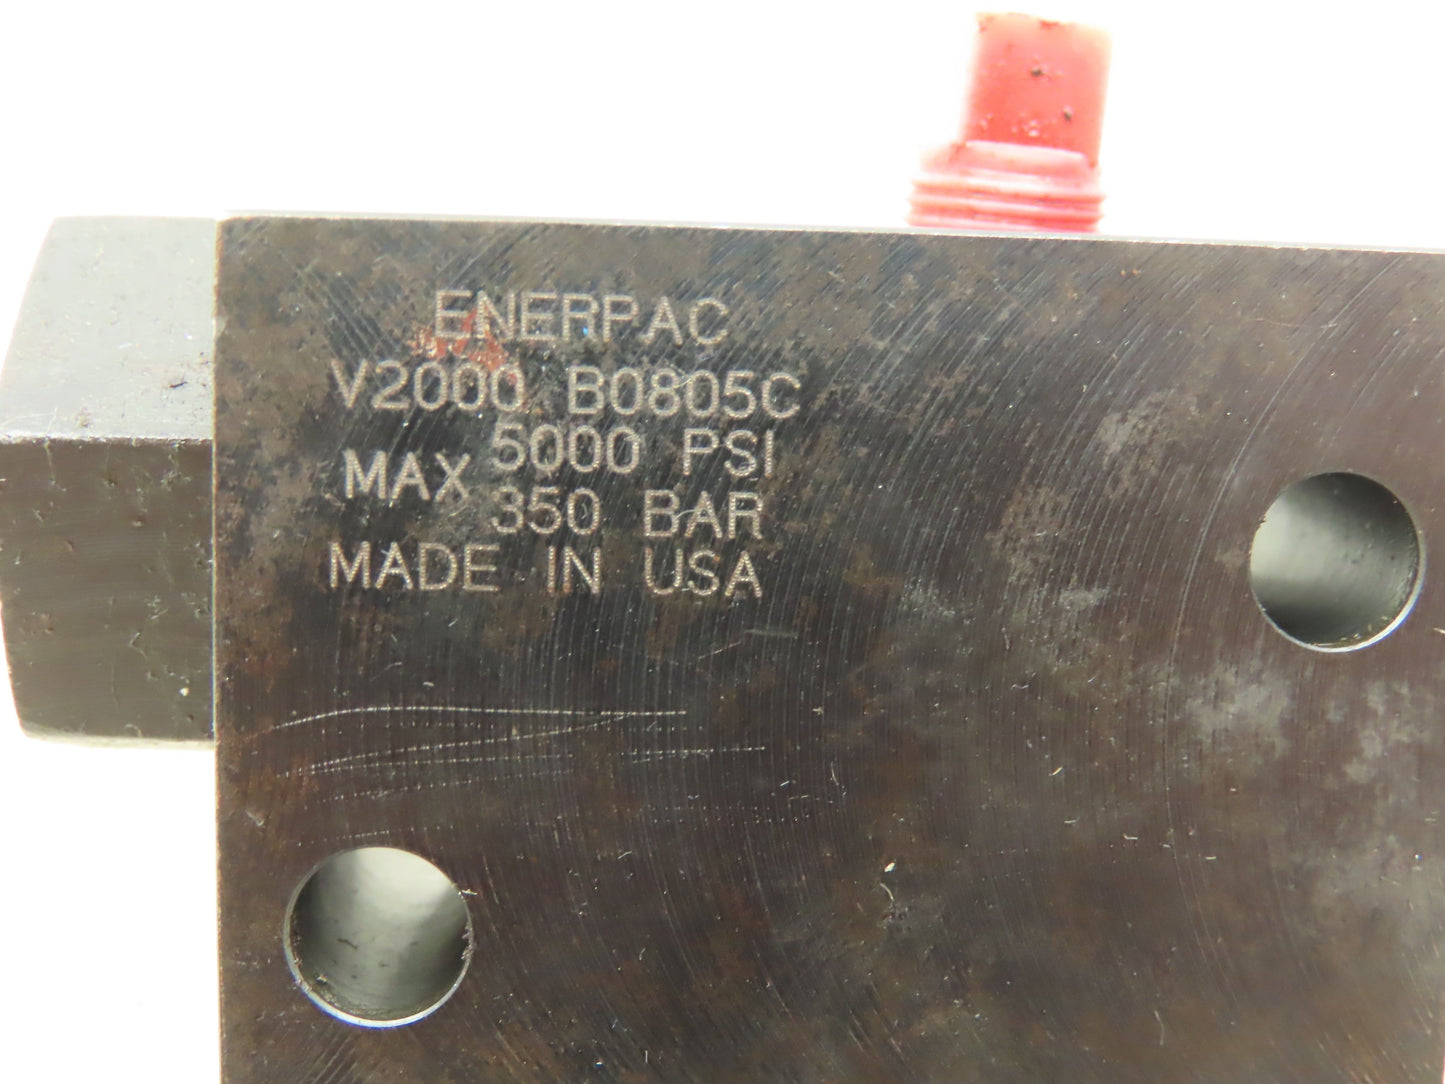 ENERPAC
V2000 B0805C
MAX 5000 PSI
350 BAR
MADE IN USA